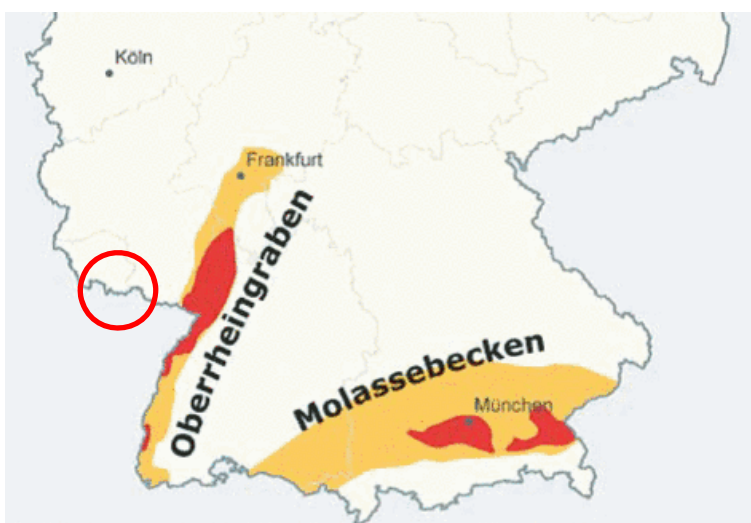 Köln
Frankfurt
Oberrheingraben
Molassebecken
München